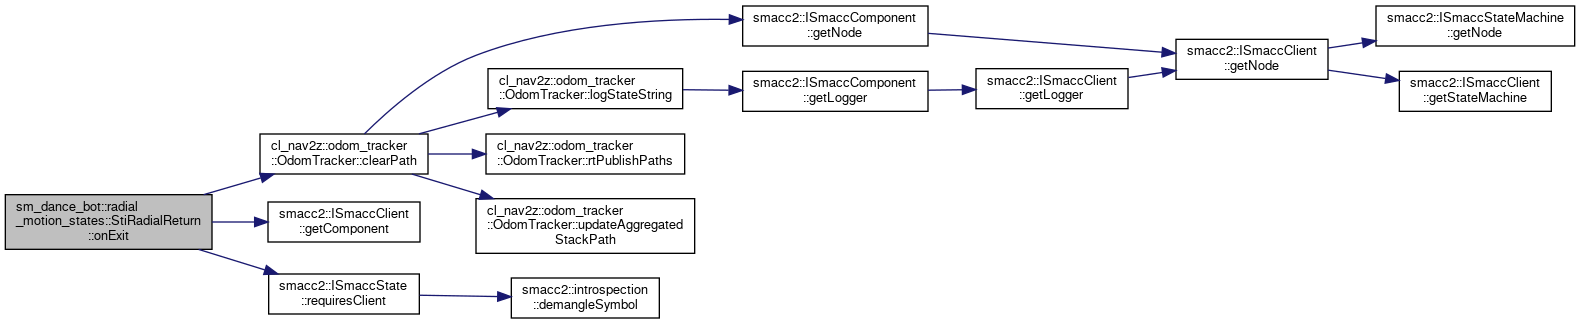 sm_dance_bot::radial
_motion_states::StiRadialReturn
::onExit
cl_nav2z::odom_tracker
::OdomTracker::clearPath
smacc2::ISmaccClient
::getComponent
smacc2::ISmaccState
::requiresClient
cl_nav2z::odom_tracker
::OdomTracker::logStateString
cl_nav2z::odom_tracker
::OdomTracker::rtPublishPaths
cl_nav2z::odom_tracker
::OdomTracker::updateAggregated
StackPath
smacc2::introspection
::demangleSymbol
smacc2::ISmaccComponent
::getNode
smacc2::ISmaccComponent
::getLogger
smacc2::ISmaccClient
::getLogger
smacc2::ISmaccClient
::getNode
smacc2::ISmaccStateMachine
::getNode
smacc2::ISmaccClient
::getStateMachine